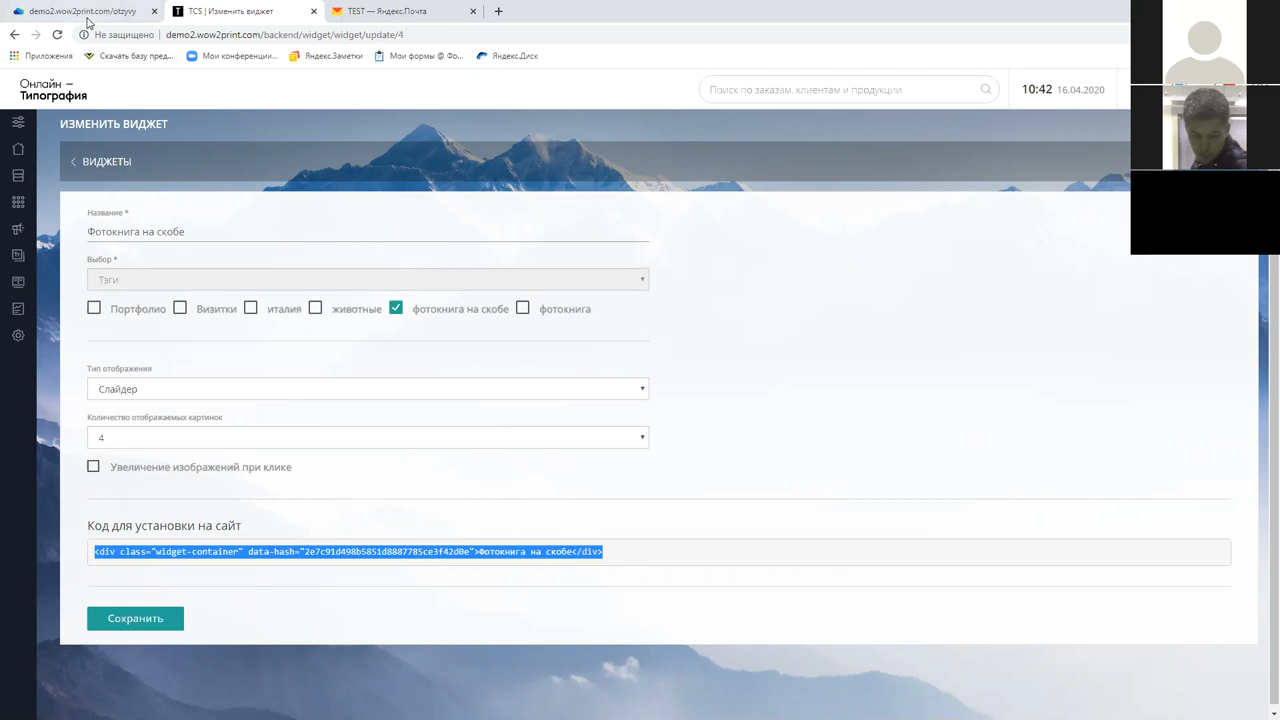 demo2.wow2print.com/otzyvy
TCS | Изменить виджет
TEST — Яндекс.Почта
Не защищено
demo2.wow2print.com/backend/widget/widget/update/4
Приложения
Скачать базу пред...
Мои конференции...
Яндекс.Заметки
Мои формы @ Фо...
Яндекс.Диск
Онлайн –
Типография
Поиск по заказам, клиентам и продукции
10:42 16.04.2020
ИЗМЕНИТЬ ВИДЖЕТ
ВИДЖЕТЫ
Название *
Фотокнига на скобе
Выбор *
Тэги
Портфолио Визитки италия животные фотокнига на скобе фотокнига
Тип отображения
Слайдер
Количество отображаемых картинок
4
Увеличение изображений при клике
Код для установки на сайт
<div class="widget-container" data-hash="2e7c91d498b5851d8887785ce3f42d0e">Фотокнига на скобе</div>
Сохранить